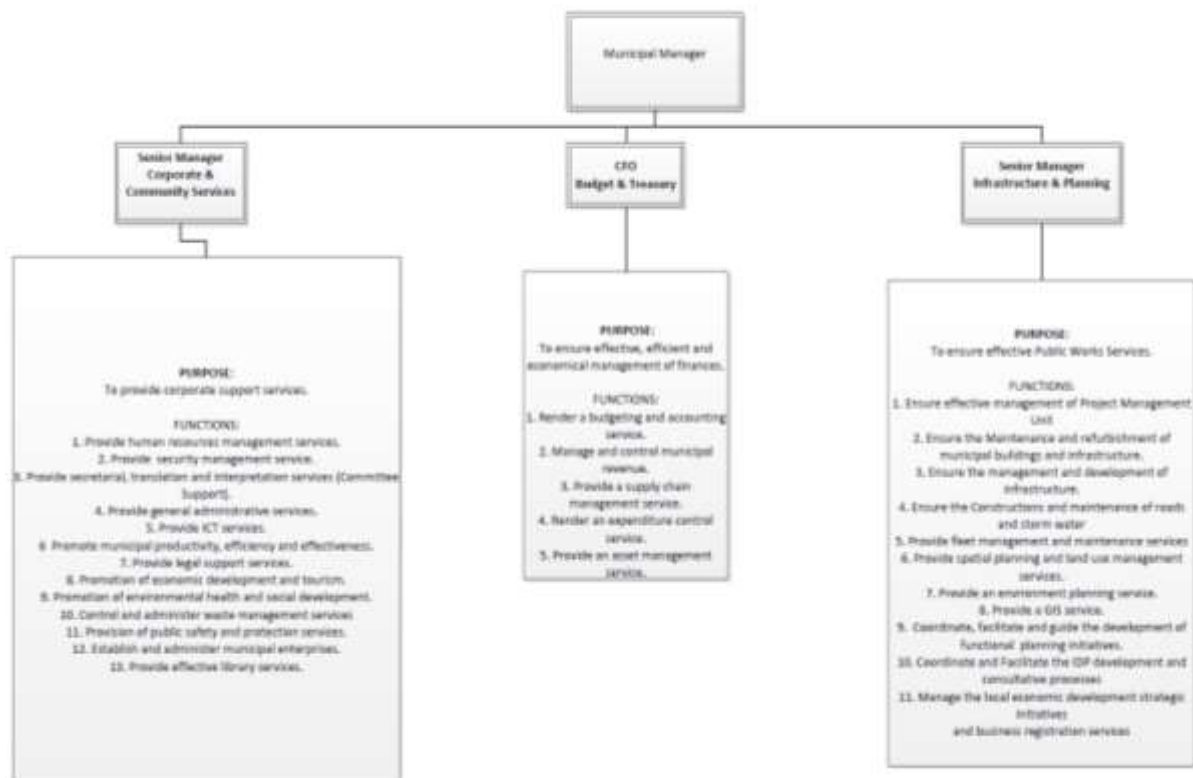 Municipal Manager
Senior Manager
Corporate &
Community Services
CFO
Budget & Treasury
Senior Manager
Infrastructure & Planning
PURPOSE:
To provide corporate support services.
FUNCTIONS:
1. Provide human resources management services.
2. Provide security management service.
3. Provide secretarial, translation and interpretation services (Committee
Support).
4. Provide general administrative services.
5. Provide ICT services.
6 Promote municipal productivity, efficiency and effectiveness.
7. Provide legal support services.
8. Promotion of economic development and tourism.
9. Promotion of environmental health and social development.
10. Control and administer waste management services
11. Provision of public safety and protection services.
12. Establish and administer municipal enterprises.
13. Provide effective library services.
PURPOSE:
To ensure effective, efficient and
economical management of finances.
FUNCTIONS:
1. Render a budgeting and accounting
service.
2. Manage and control municipal
revenue.
3. Provide a supply chain
management service.
4. Render an expenditure control
service.
5. Provide an asset management
service.
PURPOSE:
To ensure effective Public Works Services.
FUNCTIONS:
1. Ensure effective management of Project Management
Unit
2. Ensure the Maintenance and refurbishment of
municipal buildings and infrastructure.
3. Ensure the management and development of
infrastructure.
4. Ensure the Constructions and maintenance of roads
and storm water
5. Provide fleet management and maintenance services
6. Provide spatial planning and land use management
services.
7. Provide an environment planning service.
8. Provide a GIS service.
9. Coordinate, facilitate and guide the development of
functional planning initiatives.
10. Coordinate and Facilitate the IDP development and
consultative processes
11. Manage the local economic development strategic
initiatives
and business registration services